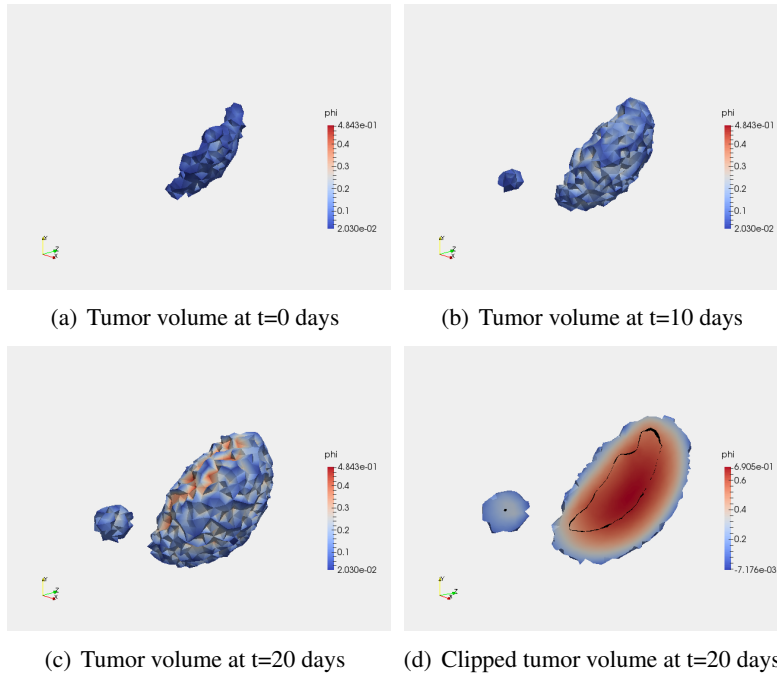 phi
4.843e-01
0.4
0.3
0.2
0.1
2.030e-02
Y
Z
X
(a) Tumor volume at t=0 days
phi
4.843e-01
0.4
0.3
0.2
0.1
2.030e-02
Y
Z
X
(b) Tumor volume at t=10 days
phi
4.843e-01
0.4
0.3
0.2
0.1
2.030e-02
Y
Z
X
(c) Tumor volume at t=20 days
phi
6.905e-01
0.6
0.4
0.2
-7.176e-03
Y
Z
X
(d) Clipped tumor volume at t=20 days